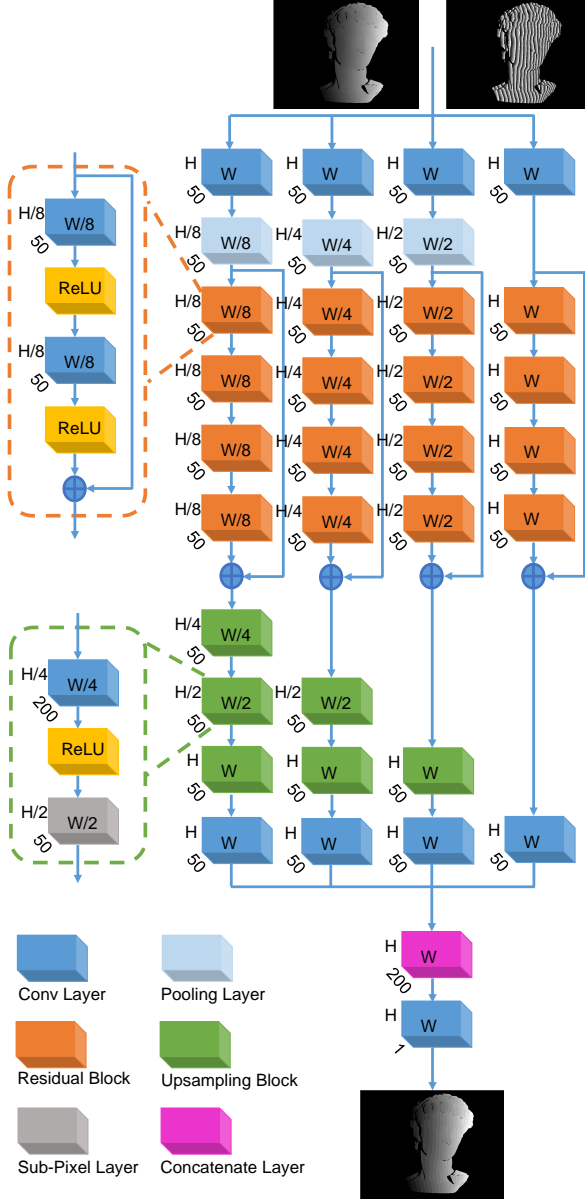 H W 50 H W 50 H W 50 H W 50
H/8 W/8 50 H/4 W/4 50 H/2 W/2 50
H/8 W/8 50 H/4 W/4 50 H/2 W/2 50 H W 50
H/8 W/8 50 H/4 W/4 50 H/2 W/2 50 H W 50
H/8 W/8 50 H/4 W/4 50 H/2 W/2 50 H W 50
H/8 W/8 50 H/4 W/4 50 H/2 W/2 50 H W 50
H/8 W/8 50
ReLU
H/8 W/8 50
ReLU
H/4 W/4 50
H/2 W/2 50 H/2 W/2 50
H W 50 H W 50 H W 50
H W 50 H W 50 H W 50 H W 50
H/4 W/4 200
ReLU
H/2 W/2 50
H W 200
H W 1
Conv Layer
Pooling Layer
Residual Block
Upsampling Block
Sub-Pixel Layer
Concatenate Layer